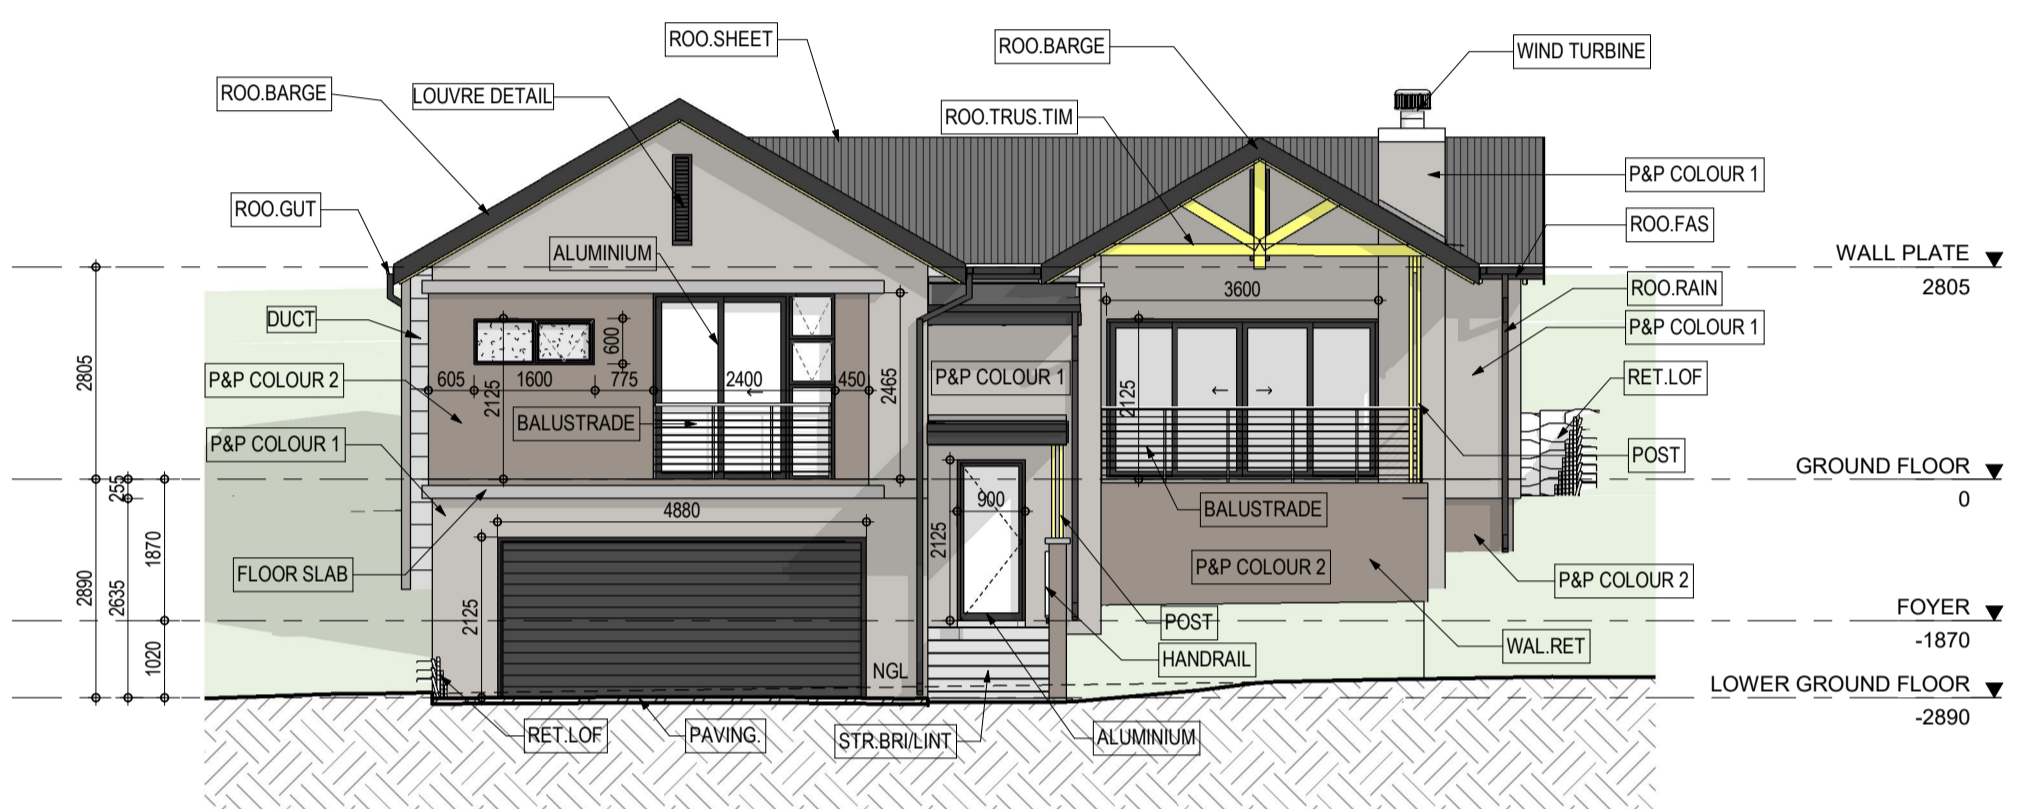 ROO.SHEET
ROO.BARGE
WIND TURBINE
ROO.BARGE
LOUVRE DETAIL
ROO.TRUS.TIM
P&P COLOUR 1
ROO.GUT
ROO.FAS
ALUMINIUM
WALL PLATE
2805
3600
ROO.RAIN
DUCT
P&P COLOUR 1
600
2805
P&P COLOUR 2
605
1600
775
2400
450
2465
P&P COLOUR 1
RET.LOF
2125
2125
BALUSTRADE
P&P COLOUR 1
POST
GROUND FLOOR
0
255
900
BALUSTRADE
4880
1870
2125
P&P COLOUR 2
FLOOR SLAB
P&P COLOUR 2
2890
2635
2125
FOYER
-1870
POST
WAL.RET
1020
HANDRAIL
NGL
LOWER GROUND FLOOR
-2890
RET.LOF
PAVING.
STR.BRI/LINT
ALUMINIUM